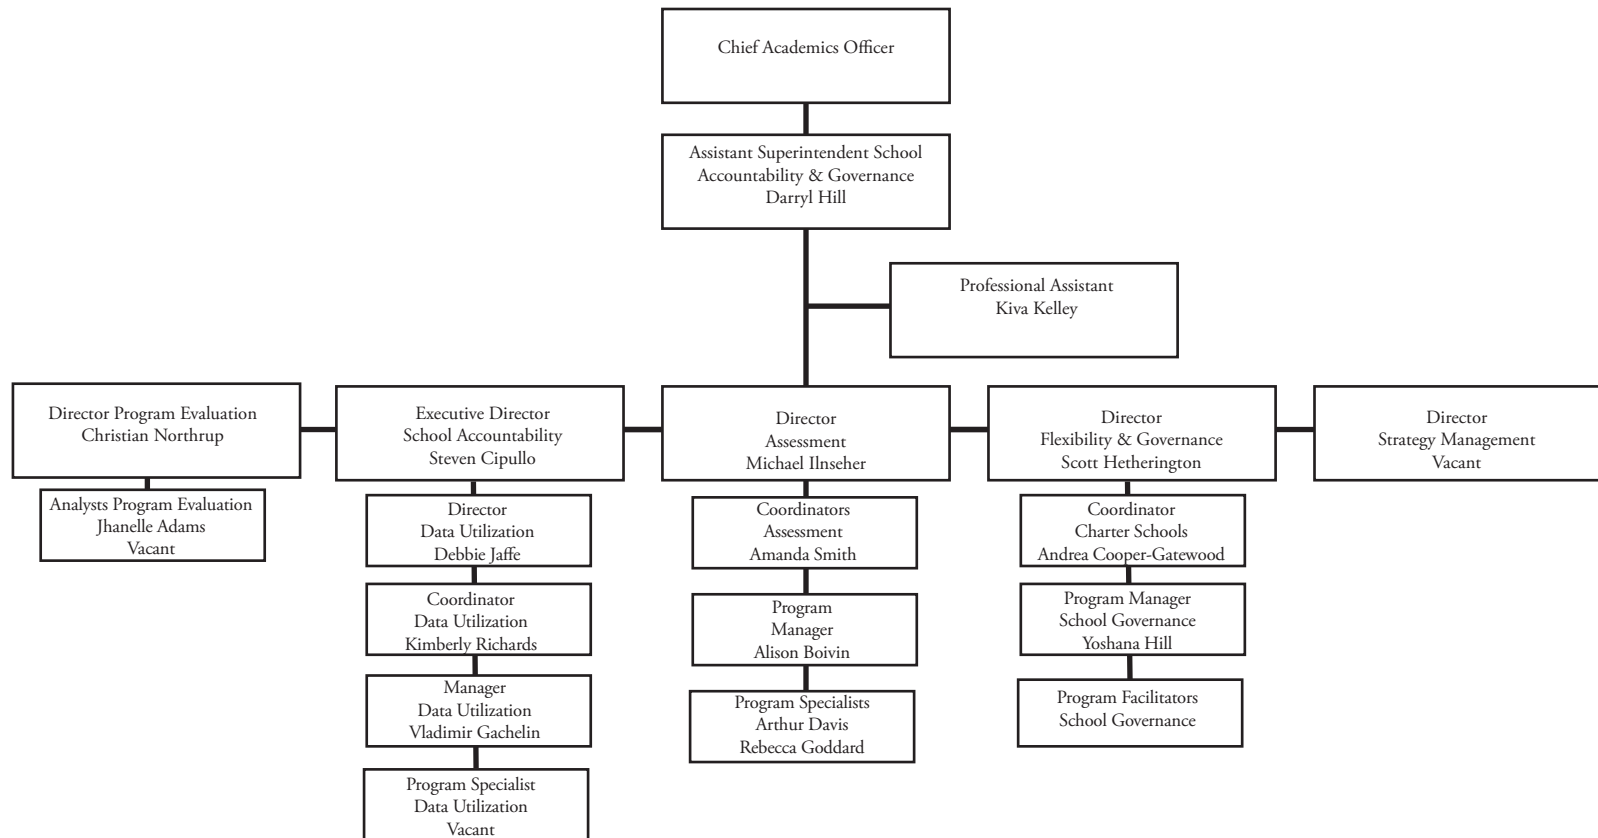 Chief Academics Officer
Assistant Superintendent School
Accountability & Governance
Darryl Hill
Professional Assistant
Kiva Kelley
Director Program Evaluation
Christian Northrup
Executive Director
School Accountability
Steven Cipullo
Director
Assessment
Michael Ilnseher
Director
Flexibility & Governance
Scott Hetherington
Director
Strategy Management
Vacant
Analysts Program Evaluation
Jhanelle Adams
Vacant
Director
Data Utilization
Debbie Jaffe
Coordinator
Data Utilization
Kimberly Richards
Manager
Data Utilization
Vladimir Gachelin
Program Specialist
Data Utilization
Vacant
Coordinators
Assessment
Amanda Smith
Program
Manager
Alison Boivin
Program Specialists
Arthur Davis
Rebecca Goddard
Coordinator
Charter Schools
Andrea Cooper-Gatewood
Program Manager
School Governance
Yoshana Hill
Program Facilitators
School Governance